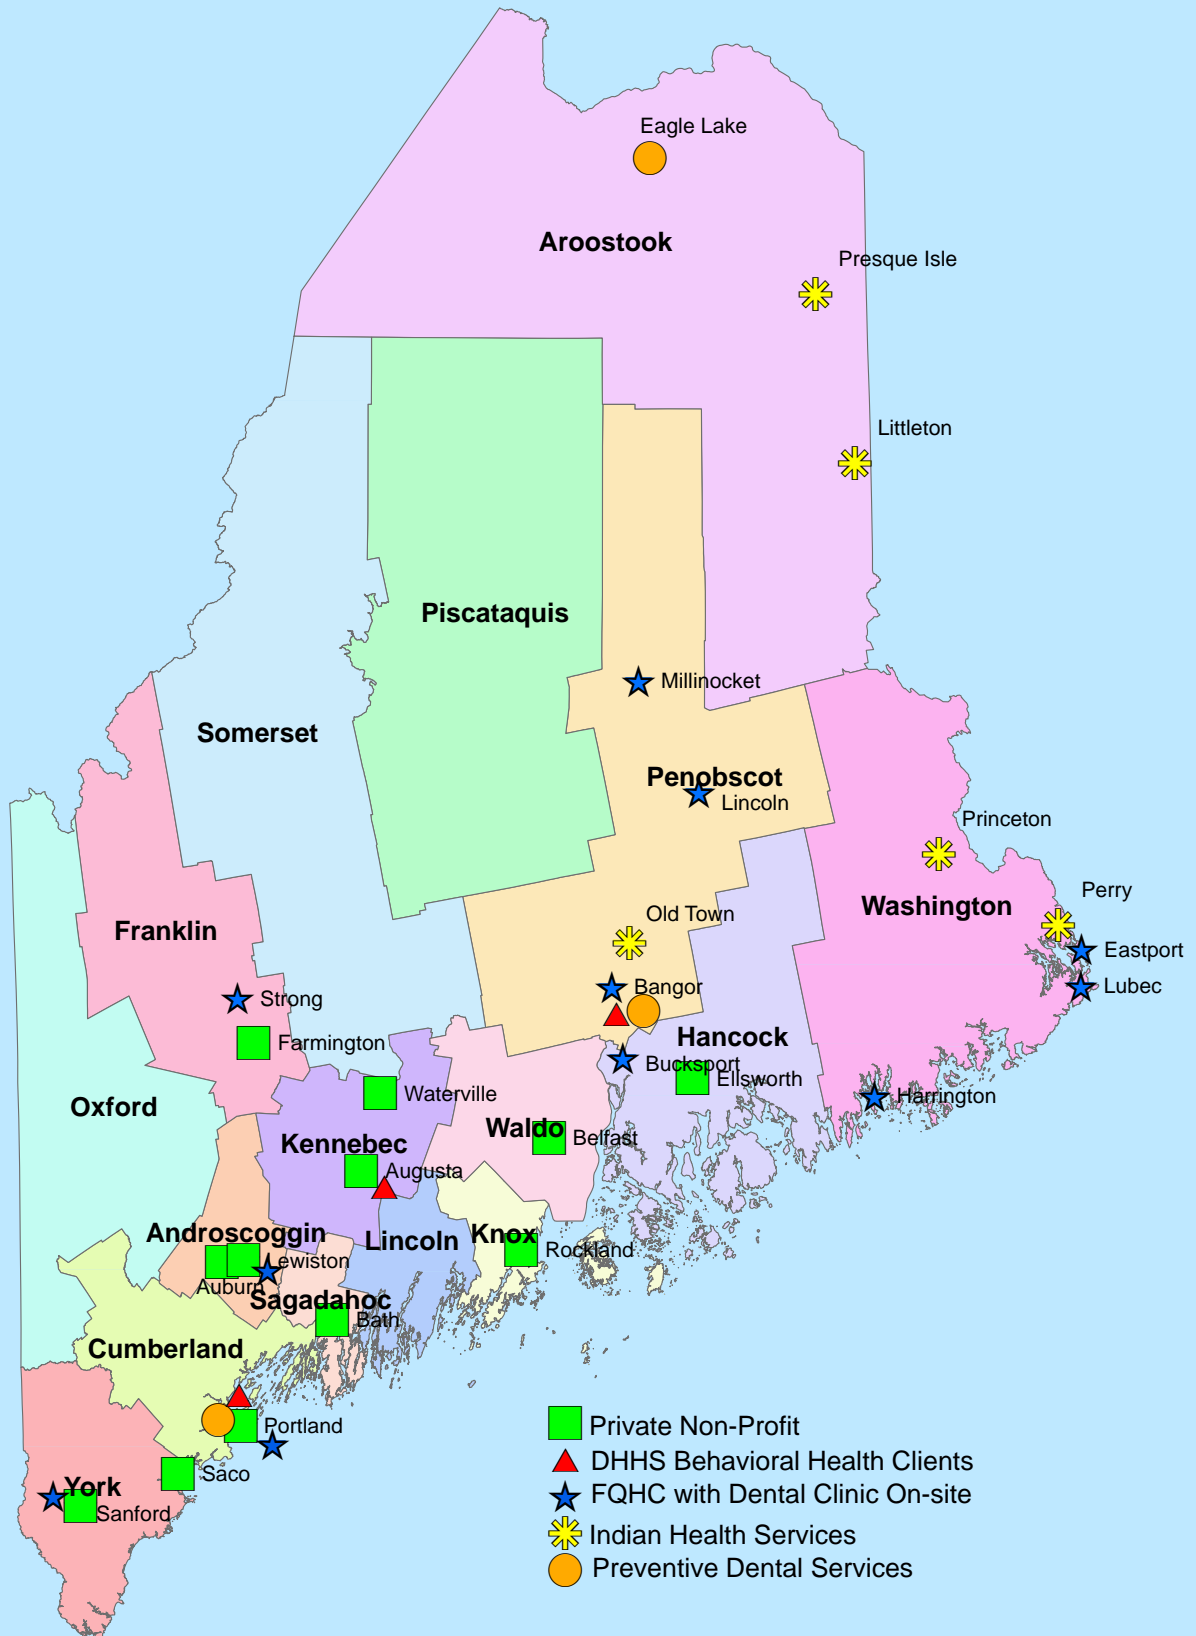 Eagle Lake
Aroostook
Presque Isle
Littleton
Piscataquis
Millinocket
Somerset
Penobscot
Lincoln
Princeton
Perry
Washington
Old Town
Franklin
Eastport
Strong
Bangor
Lubec
Farmington
Hancock
Bucksport
Ellsworth
Waterville
Harrington
Oxford
Waldo
Belfast
Kennebec
Augusta
Androscoggin
Lincoln
Knox
Rockland
ewiston
Auburn
Sagadahoc
Bath
Cumberland
Portland
Saco
York
Sanford
Private Non-Profit
DHHS Behavioral Health Clients
FQHC with Dental Clinic On-site
Indian Health Services
Preventive Dental Services